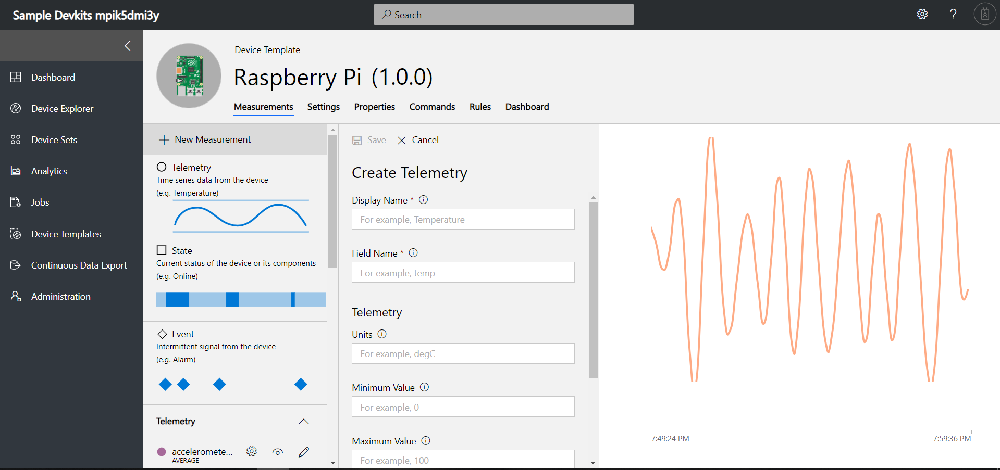 Sample Devkits mpik5dmi3y
Search
?
Dashboard
Device Explorer
Device Sets
Analytics
Jobs
Device Templates
Continuous Data Export
Administration
Device Template
Raspberry Pi (1.0.0)
Measurements Settings Properties Commands Rules Dashboard
New Measurement
Telemetry
Time series data from the device
(e.g. Temperature)
State
Current status of the device or its components
(e.g. Online)
Event
Intermittent signal from the device
(e.g. Alarm)
Telemetry
acceleromete...
AVERAGE
Save Cancel
Create Telemetry
Display Name *
For example, Temperature
Field Name *
For example, temp
Telemetry
Units
For example, degC
Minimum Value
For example, 0
Maximum Value
For example, 100
7:49:24 PM 7:59:36 PM